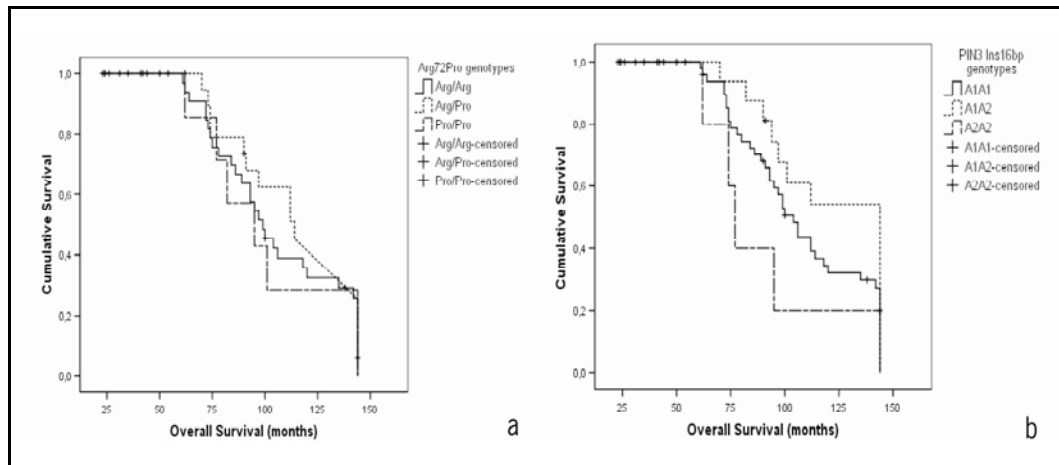 Cumulative Survival
1,0
0,8
0,6
0,4
0,2
0,0
25
50
75
100
125
150
Overall Survival (months)
Arg72Pro genotypes
Arg/Arg
Arg/Pro
Pro/Pro
Arg/Arg-censored
Arg/Pro-censored
Pro/Pro-censored
a
Cumulative Survival
1,0
0,8
0,6
0,4
0,2
0,0
25
50
75
100
125
150
Overall Survival (months)
PIN3 Ins16bp
genotypes
A1A1
A1A2
A2A2
A1A1-censored
A1A2-censored
A2A2-censored
b